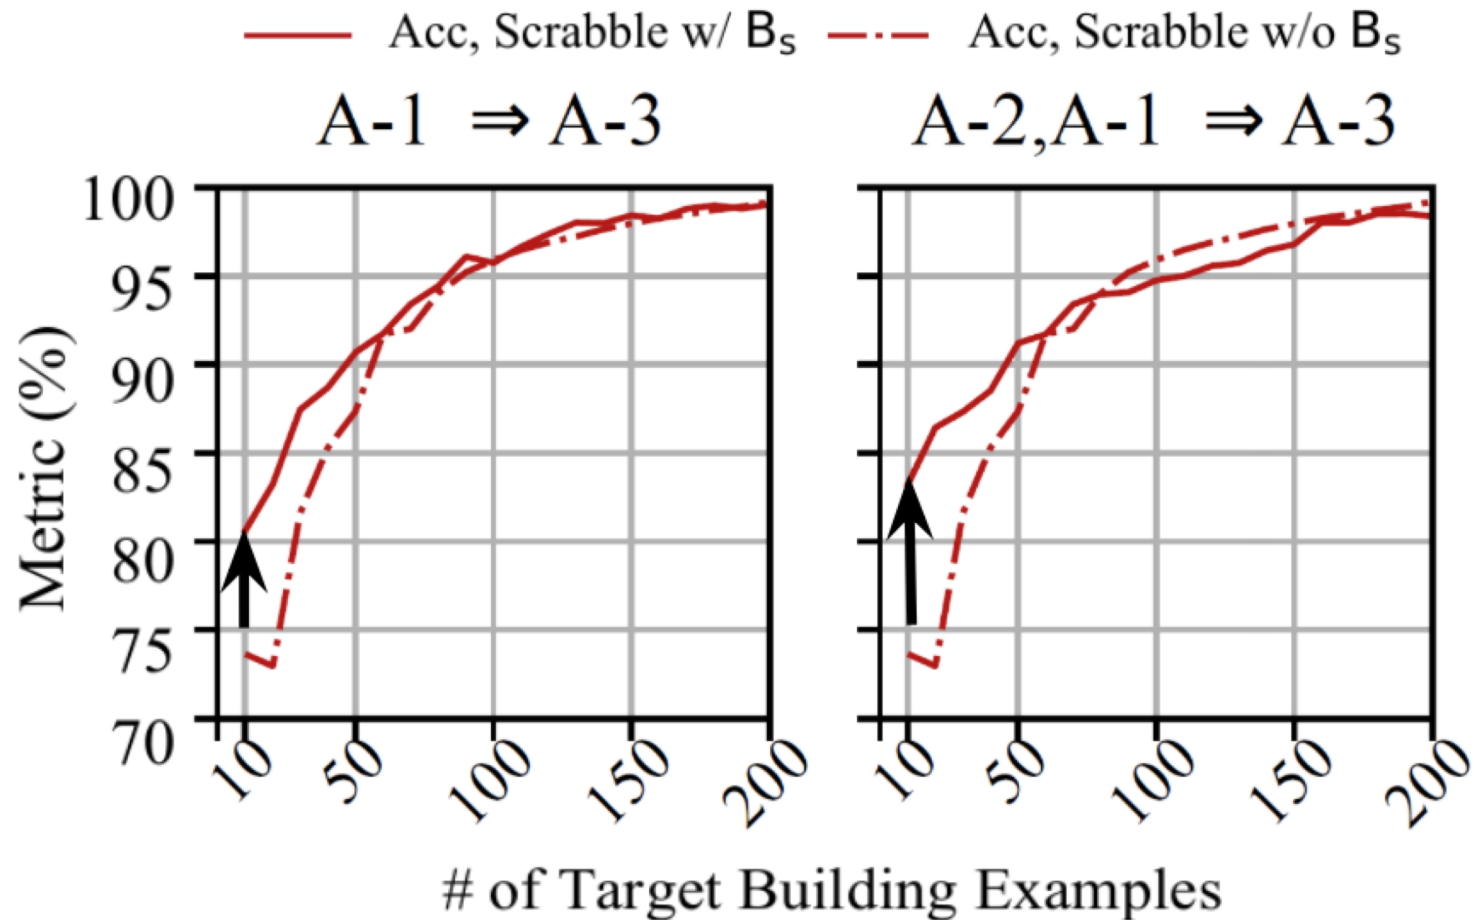 Acc, Scrabble w/ Bs Acc, Scrabble w/o Bs
A-1 ⇒ A-3 A-2,A-1 ⇒ A-3
Metric (%)
100
95
90
85
80
75
70
10 50 100 150 200 10 50 100 150 200
# of Target Building Examples